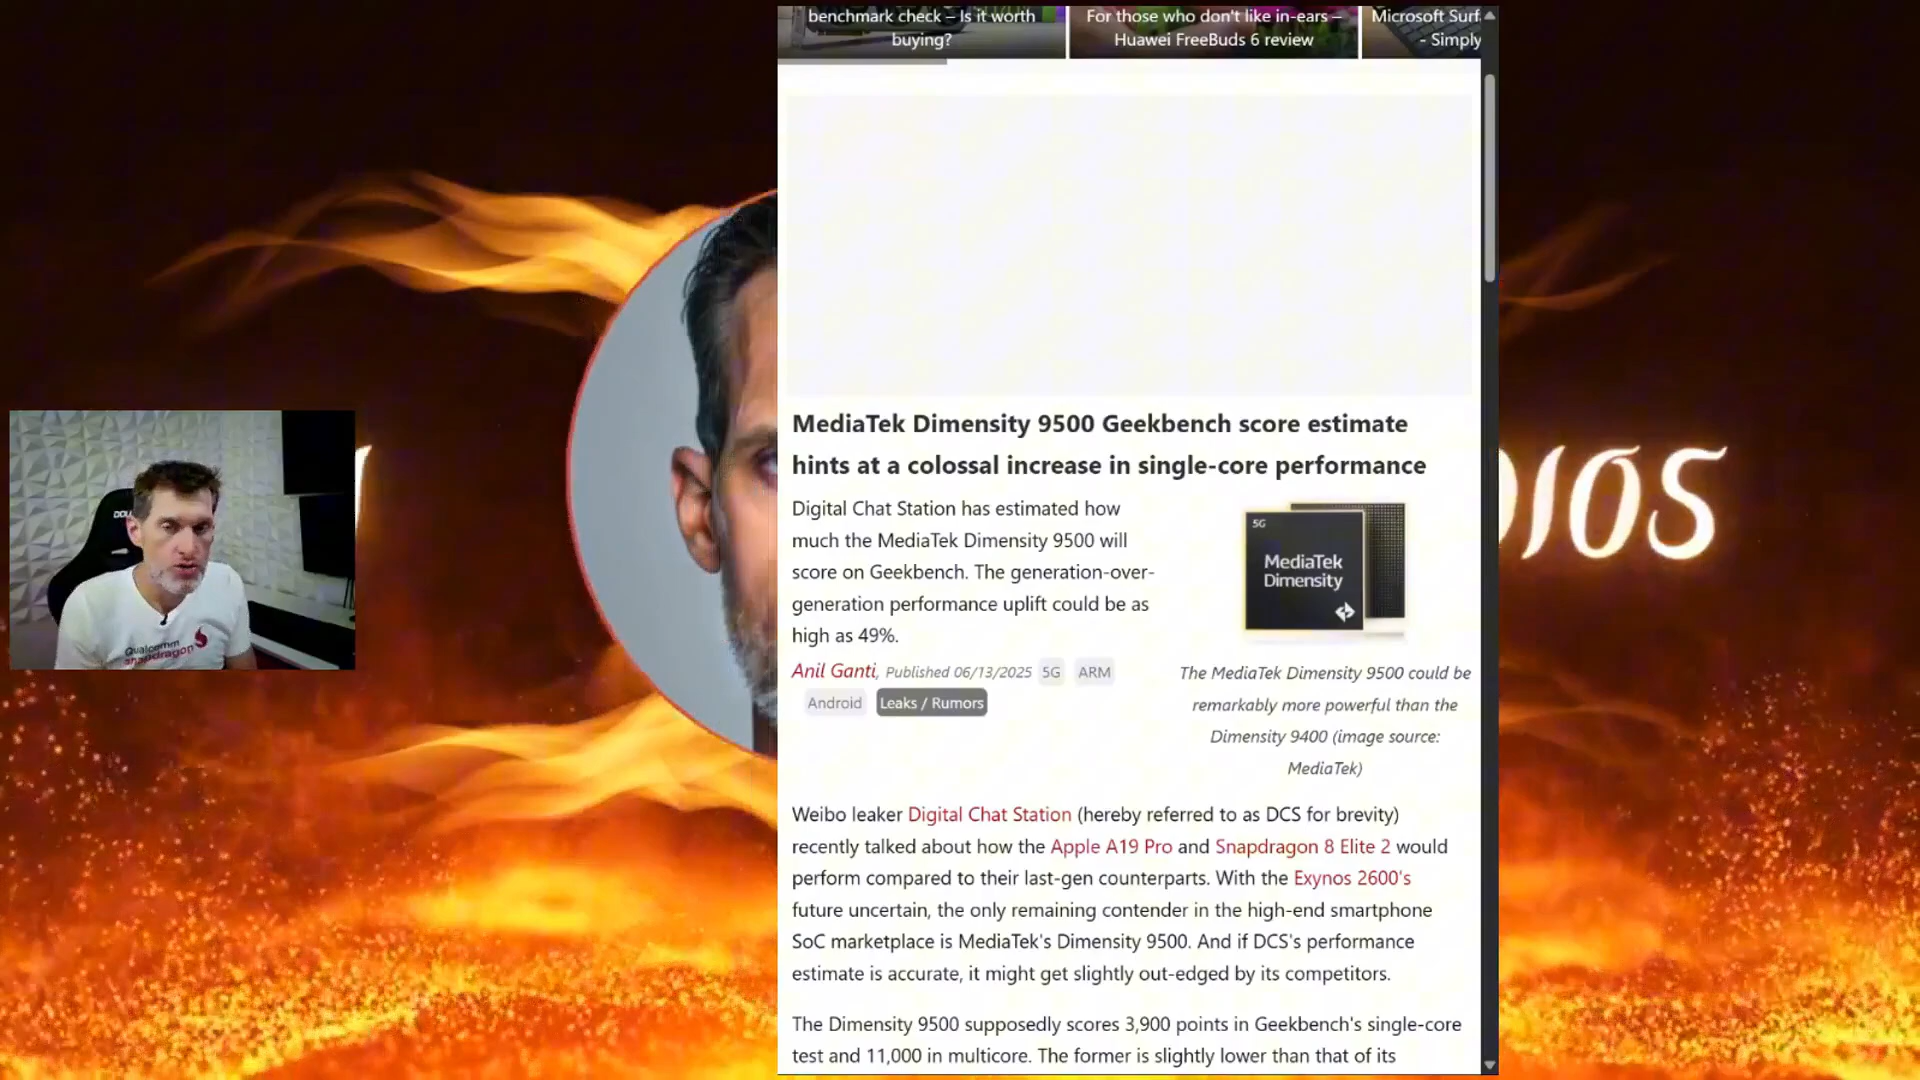 benchmark check – Is it worth
buying?
For those who don't like in-ears –
Huawei FreeBuds 6 review
Microsoft Surf
- Simply
MediaTek Dimensity 9500 Geekbench score estimate
hints at a colossal increase in single-core performance
Digital Chat Station has estimated how
much the MediaTek Dimensity 9500 will
score on Geekbench. The generation-over-
generation performance uplift could be as
high as 49%.
Anil Ganti, Published 06/13/2025 5G ARM
Android Leaks / Rumors
5G
MediaTek
Dimensity
The MediaTek Dimensity 9500 could be
remarkably more powerful than the
Dimensity 9400 (image source:
MediaTek)
Weibo leaker Digital Chat Station (hereby referred to as DCS for brevity)
recently talked about how the Apple A19 Pro and Snapdragon 8 Elite 2 would
perform compared to their last-gen counterparts. With the Exynos 2600's
future uncertain, the only remaining contender in the high-end smartphone
SoC marketplace is MediaTek's Dimensity 9500. And if DCS's performance
estimate is accurate, it might get slightly out-edged by its competitors.
The Dimensity 9500 supposedly scores 3,900 points in Geekbench's single-core
test and 11,000 in multicore. The former is slightly lower than that of its
Qualcomm
snapdragon
DIOS